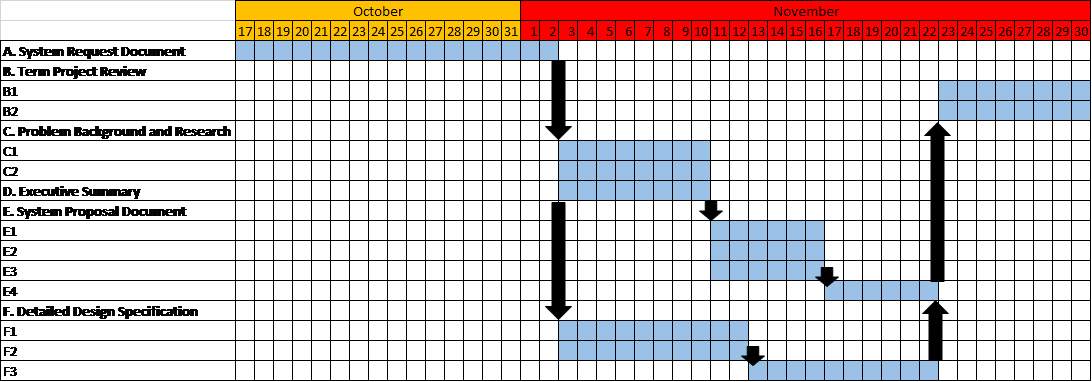 October November
17 18 19 20 21 22 23 24 25 26 27 28 29 30 31 1 2 3 4 5 6 7 8 9 10 11 12 13 14 15 16 17 18 19 20 21 22 23 24 25 26 27 28 29 30
A. System Request Document
B. Term Project Review
B1
B2
C. Problem Background and Research
C1
C2
D. Executive Summary
E. System Proposal Document
E1
E2
E3
E4
F. Detailed Design Specification
F1
F2
F3